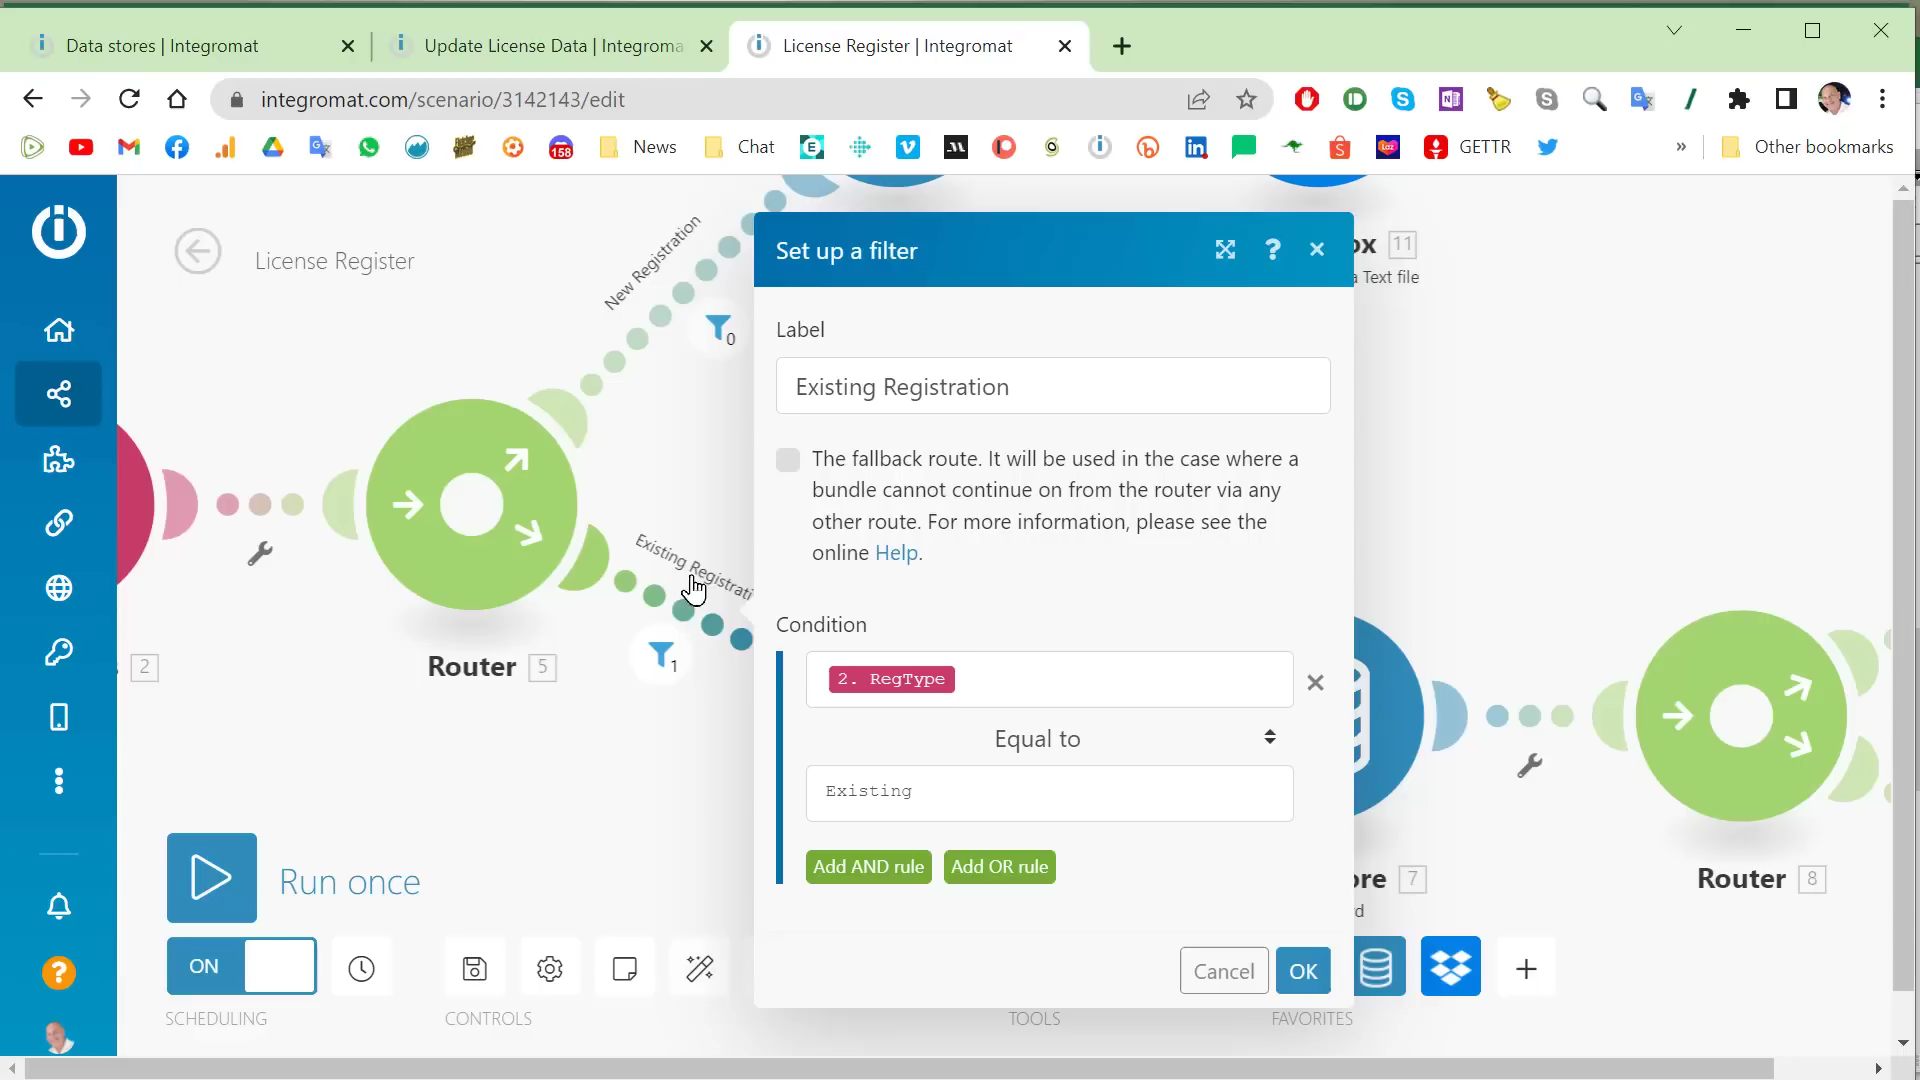 Data stores | Integromat
Update License Data | Integroma
License Register | Integromat
integromat.com/scenario/3142143/edit
158
News
Chat
GETTR
»
Other bookmarks
License Register
New Registration
0
Set up a filter
ox 11
a Text file
Label
Existing Registration
The fallback route. It will be used in the case where a
bundle cannot continue on from the router via any
other route. For more information, please see the
online Help.
Existing Registrati
1
Condition
2
Router 5
2. RegType
Equal to
Existing
Add AND rule
Add OR rule
ore 7
d
Router 8
Run once
ON
Cancel
OK
SCHEDULING
CONTROLS
TOOLS
FAVORITES